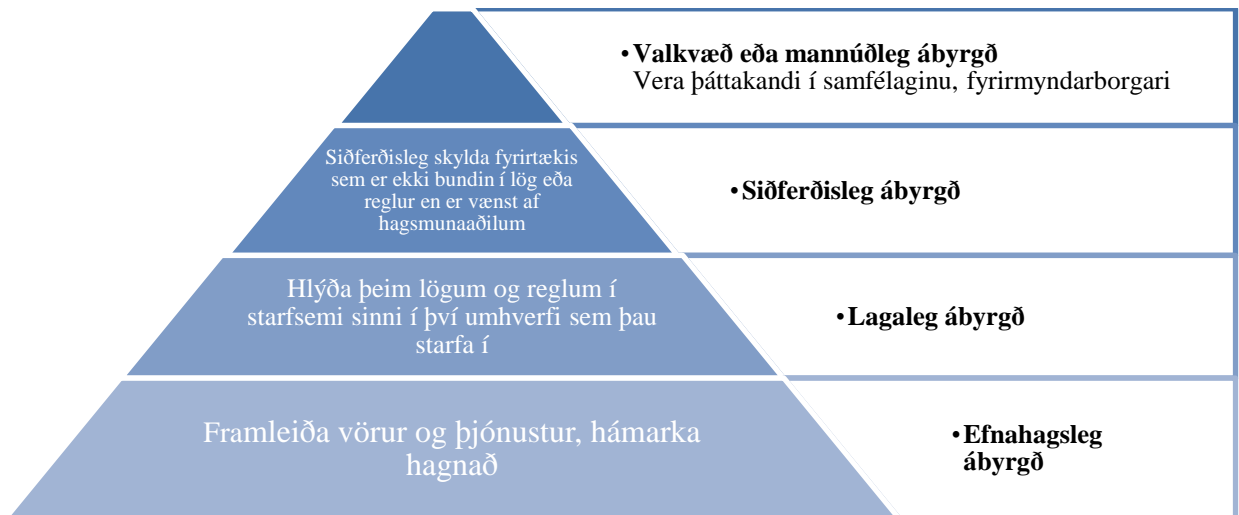 •Valkvæð eða mannúðleg ábyrgð
Vera þáttakandi í samfélaginu, fyrirmyndarborgari
Siðferðisleg skylda fyrirtækis
sem er ekki bundin í lög eða
reglur en er vænst af
hagsmunaaðilum
•Siðferðisleg ábyrgð
Hlýða þeim lögum og reglum í
starfsemi sinni í því umhverfi sem þau
starfa í
•Lagaleg ábyrgð
Framleiða vörur og þjónustur, hámarka
hagnað
•Efnahagsleg
ábyrgð